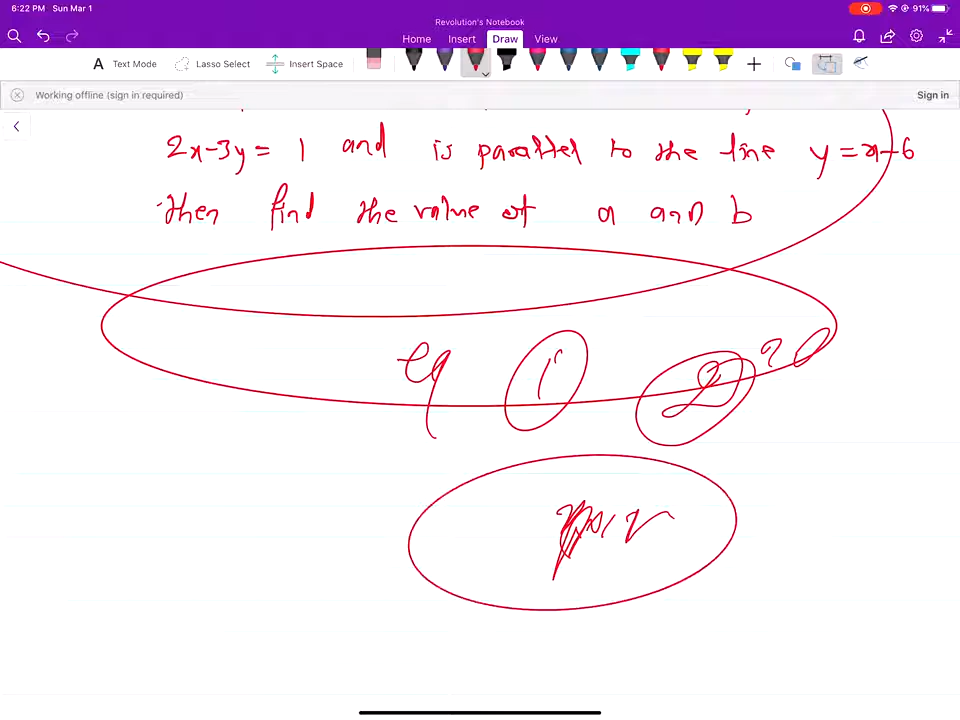 6:22 PM Sun Mar 1
91%
Revolution's Notebook
Home Insert Draw View
Text Mode Lasso Select Insert Space
Working offline (sign in required) Sign in
2x-3y= 1 and is parallel to the line y=x-6
then find the value of a and b
eq 1 2